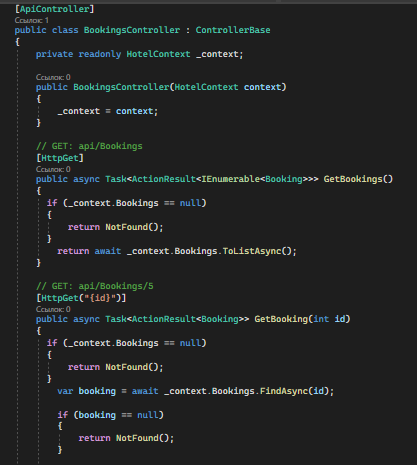 [ApiController]
Ссылок: 1
public class BookingsController : ControllerBase
{
    private readonly HotelContext _context;

    Ссылок: 0
    public BookingsController(HotelContext context)
    {
        _context = context;
    }

    // GET: api/Bookings
    [HttpGet]
    Ссылок: 0
    public async Task<ActionResult<IEnumerable<Booking>>> GetBookings()
    {
      if (_context.Bookings == null)
      {
          return NotFound();
      }
        return await _context.Bookings.ToListAsync();
    }

    // GET: api/Bookings/5
    [HttpGet("{id}")]
    Ссылок: 0
    public async Task<ActionResult<Booking>> GetBooking(int id)
    {
      if (_context.Bookings == null)
      {
          return NotFound();
      }
        var booking = await _context.Bookings.FindAsync(id);

        if (booking == null)
        {
            return NotFound();
        }